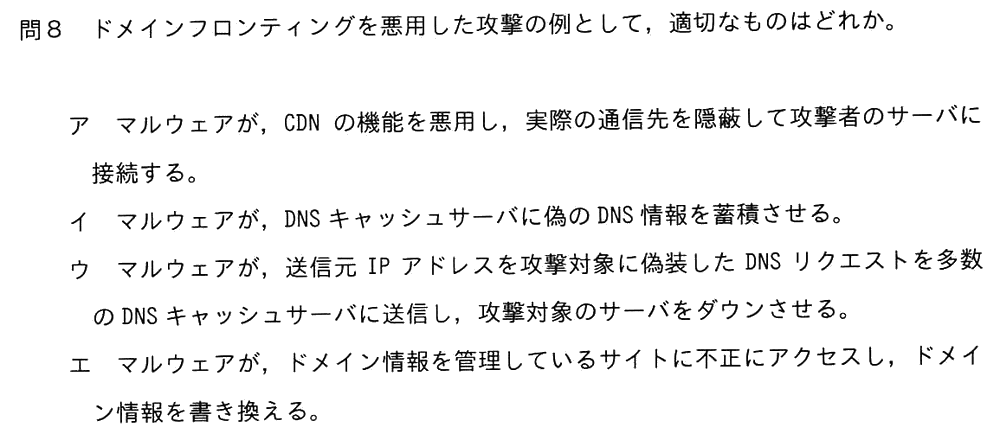 問8 ドメインフロンティングを悪用した攻撃の例として，適切なものはどれか。
ア マルウェアが，CDN の機能を悪用し，実際の通信先を隠蔽して攻撃者のサーバに
接続する。
イ マルウェアが，DNS キャッシュサーバに偽の DNS 情報を蓄積させる。
ウ マルウェアが，送信元 IP アドレスを攻撃対象に偽装した DNS リクエストを多数
の DNS キャッシュサーバに送信し，攻撃対象のサーバをダウンさせる。
エ マルウェアが，ドメイン情報を管理しているサイトに不正にアクセスし，ドメイ
ン情報を書き換える。